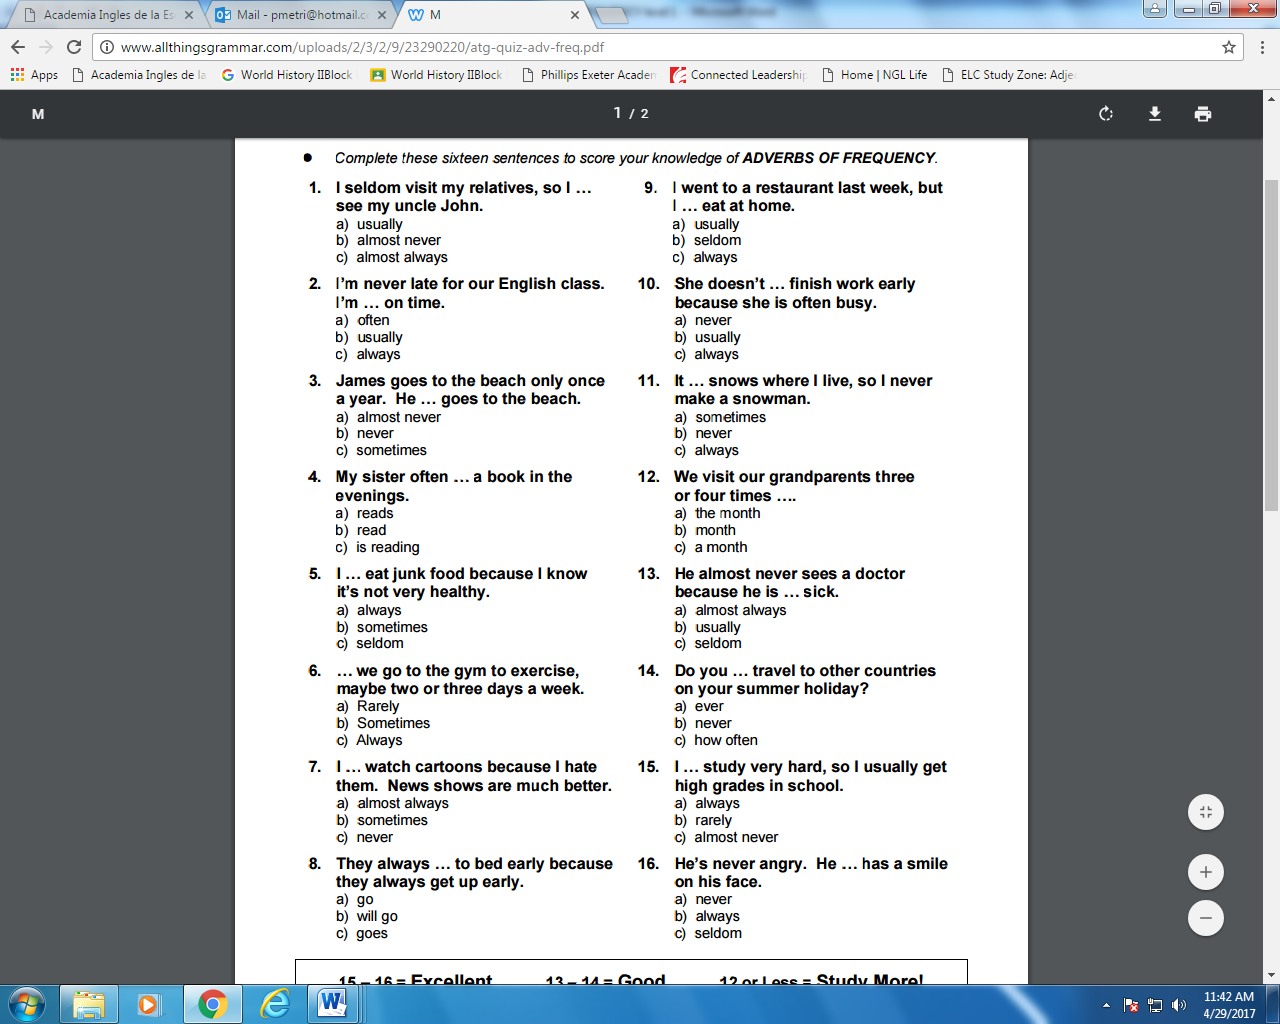 Academia Ingles de la Es
Mail - pmetri@hotmail.c
M
www.allthingsgrammar.com/uploads/2/3/2/9/23290220/atg-quiz-adv-freq.pdf
Apps
Academia Ingles de la
World History IIBlock
World History IIBlock
Phillips Exeter Academ
Connected Leadership
Home | NGL Life
ELC Study Zone: Adje
M
1 / 2
• Complete these sixteen sentences to score your knowledge of ADVERBS OF FREQUENCY.
1. I seldom visit my relatives, so I …
see my uncle John.
a) usually
b) almost never
c) almost always
2. I'm never late for our English class.
I'm … on time.
a) often
b) usually
c) always
3. James goes to the beach only once
a year. He … goes to the beach.
a) almost never
b) never
c) sometimes
4. My sister often … a book in the
evenings.
a) reads
b) read
c) is reading
5. I … eat junk food because I know
it's not very healthy.
a) always
b) sometimes
c) seldom
6. … we go to the gym to exercise,
maybe two or three days a week.
a) Rarely
b) Sometimes
c) Always
7. I … watch cartoons because I hate
them. News shows are much better.
a) almost always
b) sometimes
c) never
8. They always … to bed early because
they always get up early.
a) go
b) will go
c) goes
9. I went to a restaurant last week, but
I … eat at home.
a) usually
b) seldom
c) always
10. She doesn't … finish work early
because she is often busy.
a) never
b) usually
c) always
11. It … snows where I live, so I never
make a snowman.
a) sometimes
b) never
c) always
12. We visit our grandparents three
or four times ….
a) the month
b) month
c) a month
13. He almost never sees a doctor
because he is … sick.
a) almost always
b) usually
c) seldom
14. Do you … travel to other countries
on your summer holiday?
a) ever
b) never
c) how often
15. I … study very hard, so I usually get
high grades in school.
a) always
b) rarely
c) almost never
16. He's never angry. He … has a smile
on his face.
a) never
b) always
c) seldom
15 – 16 = Excellent 13 – 14 = Good 12 or Less = Study More!
11:42 AM
4/29/2017